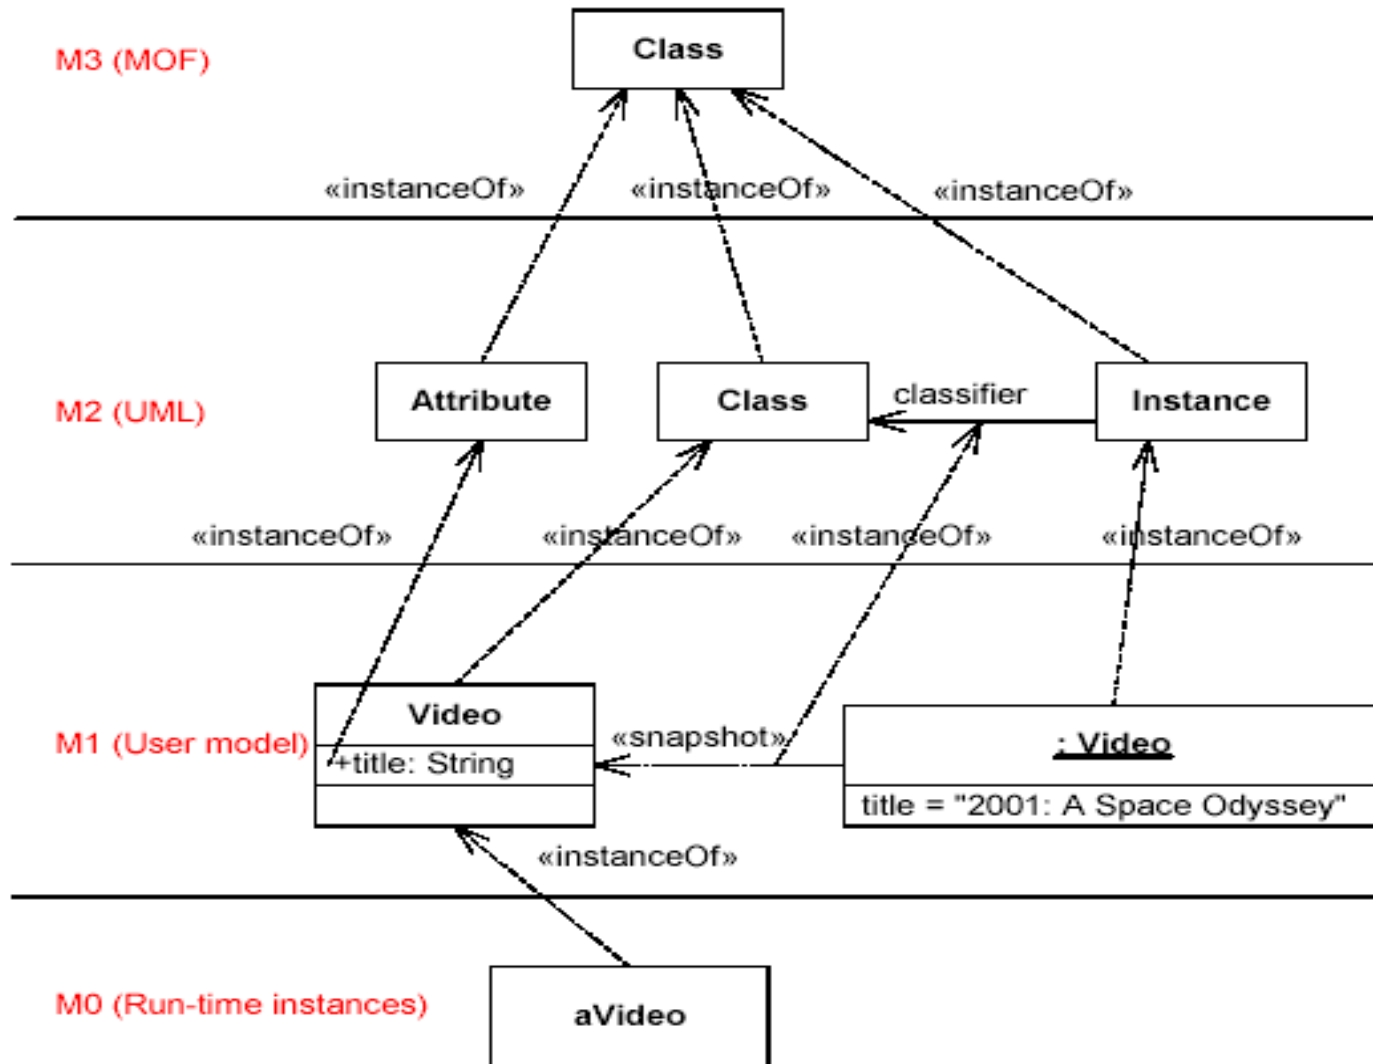 Class
M3 (MOF)
«instanceOf» «instanceOf» «instanceOf»
M2 (UML)
Attribute
Class
classifier
Instance
«instanceOf» «instanceOf» «instanceOf» «instanceOf»
M1 (User model)
Video
+title: String
«snapshot»
: Video
title = "2001: A Space Odyssey"
«instanceOf»
M0 (Run-time instances)
aVideo